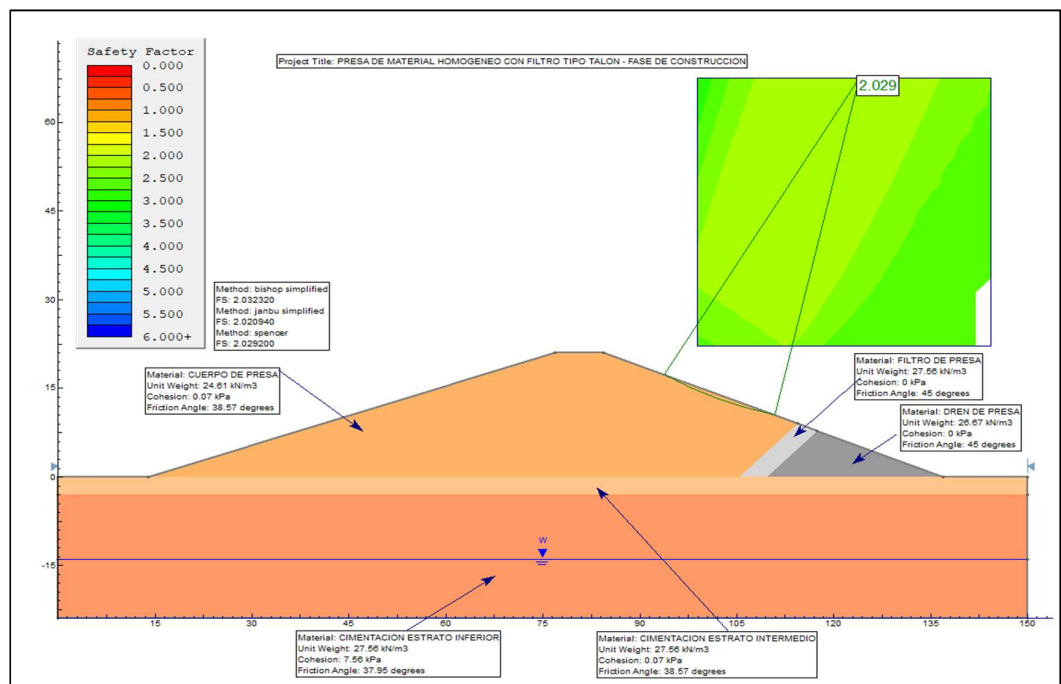 Safety Factor
0.000
0.500
1.000
1.500
2.000
2.500
3.000
3.500
4.000
4.500
5.000
5.500
6.000+
Project Title: PRESA DE MATERIAL HOMOGENEO CON FILTRO TIPO TALON - FASE DE CONSTRUCCION
2.029
Method: bishop simplified
FS: 2.032320
Method: janbu simplified
FS: 2.020940
Method: spencer
FS: 2.029200
Material: CUERPO DE PRESA
Unit Weight: 24.61 kN/m3
Cohesion: 0.07 kPa
Friction Angle: 38.57 degrees
Material: FILTRO DE PRESA
Unit Weight: 27.56 kN/m3
Cohesion: 0 kPa
Friction Angle: 45 degrees
Material: DREN DE PRESA
Unit Weight: 26.67 kN/m3
Cohesion: 0 kPa
Friction Angle: 45 degrees
W
Material: CIMENTACION ESTRATO INFERIOR
Unit Weight: 27.56 kN/m3
Cohesion: 7.56 kPa
Friction Angle: 37.95 degrees
Material: CIMENTACION ESTRATO INTERMEDIO
Unit Weight: 27.56 kN/m3
Cohesion: 0.07 kPa
Friction Angle: 38.57 degrees
60
45
30
15
0
-15
15
30
45
60
75
90
105
120
135
150